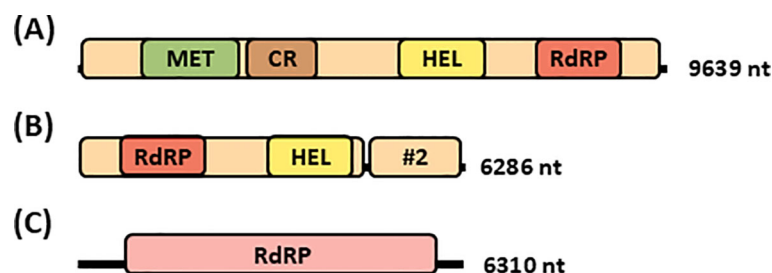 (A)
MET CR HEL RdRP 9639 nt
(B)
RdRP HEL #2 6286 nt
(C)
RdRP 6310 nt